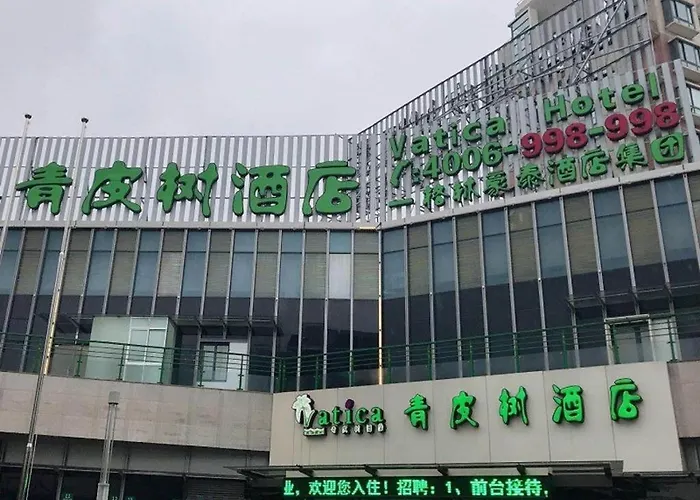 青皮树酒店
Vatica Hotel
4006-998-998
格林豪泰酒店集团
Vatica 青皮树酒店
业，欢迎您入住！招聘：1、前台接待，